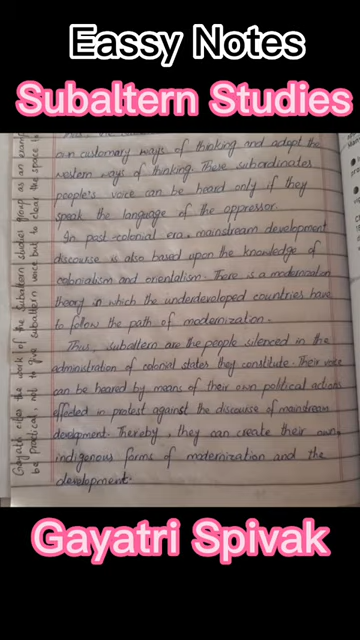 Eassy Notes
Subaltern Studies
own customary ways of thinking and adopt the
western ways of thinking. These subordinates
people's voice can be heard only if they
speak the language of the oppressor.
In post-colonial era, mainstream development
discourse is also based upon the knowledge of
colonialism and orientalism. There is a modernization
theory in which the underdeveloped countries have
to follow the path of modernization.
Thus, subaltern are the people silenced in the
administration of colonial states they constitute. Their voice
can be heared by means of their own political actions
effected in protest against the discourse of mainstream
development. Thereby, they can create their own
indigenous forms of modernization and the
development.
Gayatri cites the work of the Subaltern studies group as an example
be practical, not to give subaltern voice but to clear the space to
Gayatri Spivak